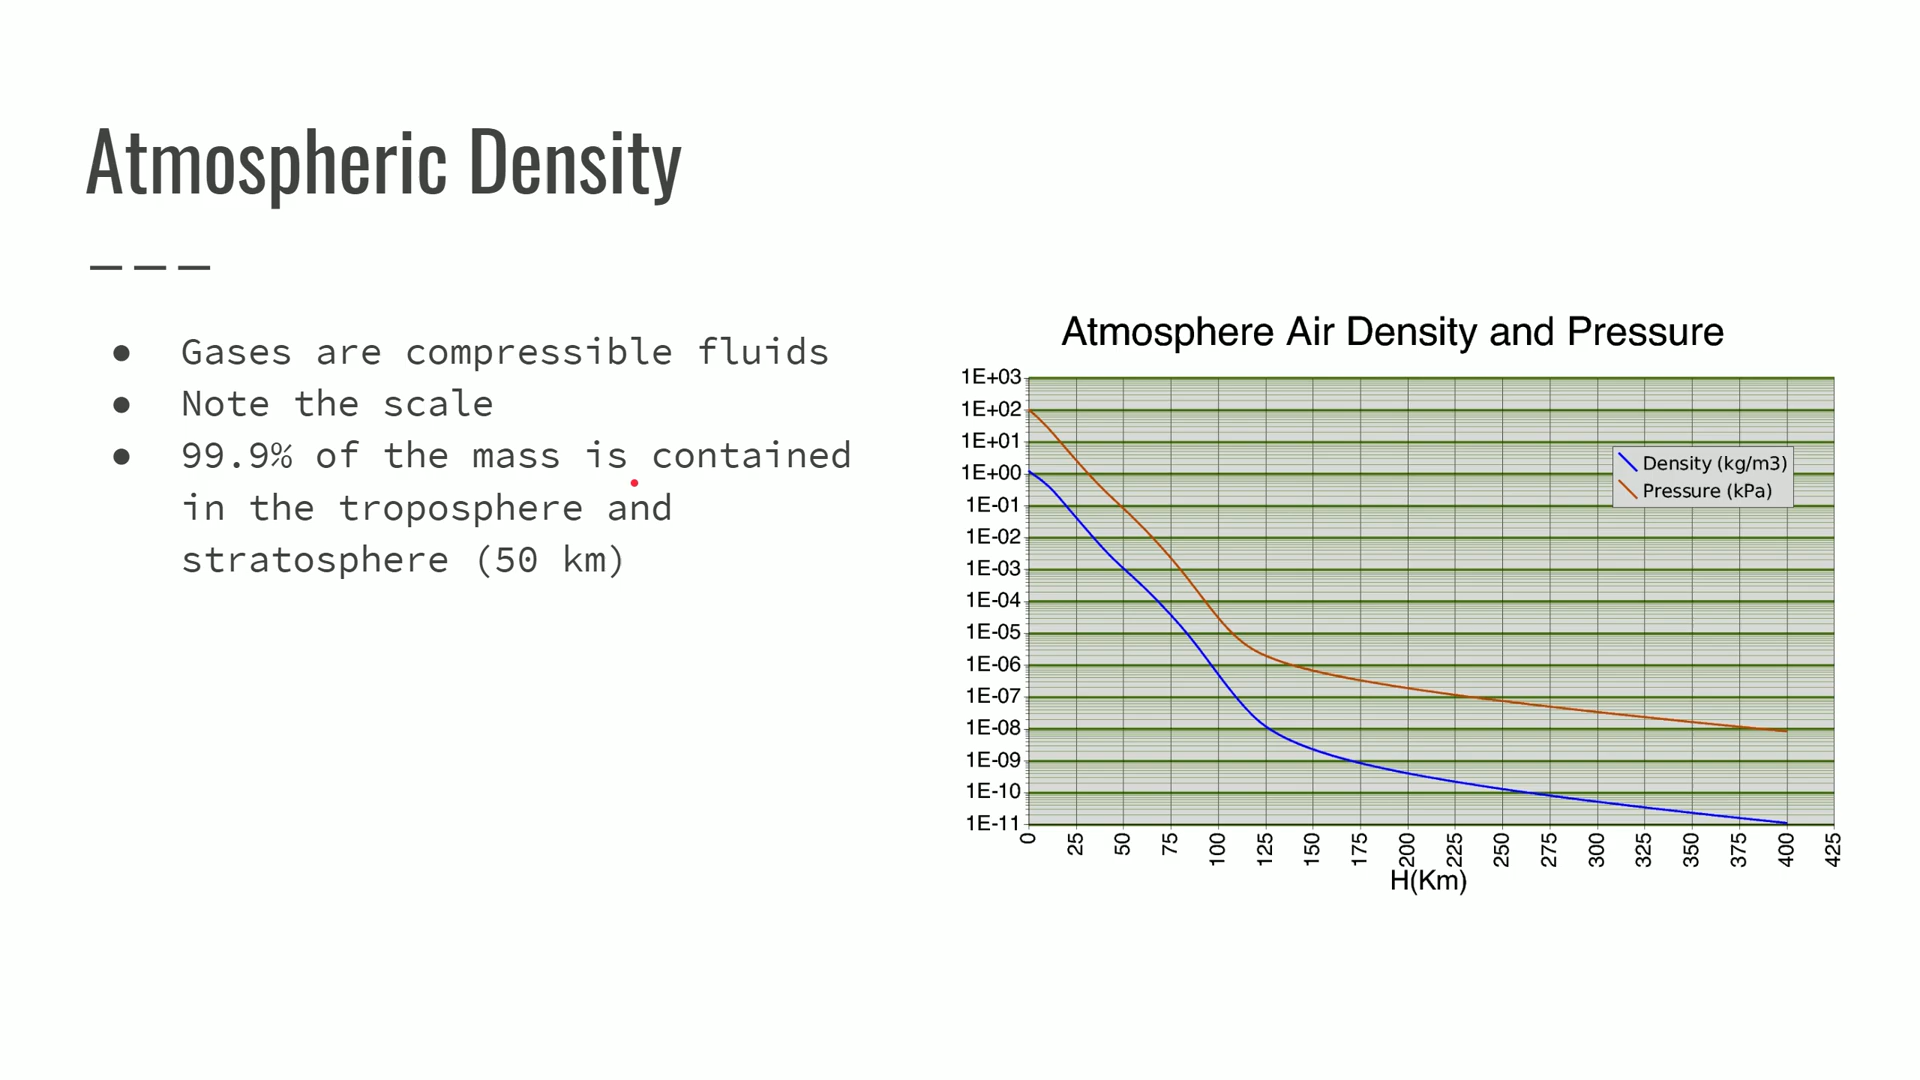 Atmospheric Density
● Gases are compressible fluids
● Note the scale
● 99.9% of the mass is contained
in the troposphere and
stratosphere (50 km)
Atmosphere Air Density and Pressure
1E+03
1E+02
1E+01
1E+00
1E-01
1E-02
1E-03
1E-04
1E-05
1E-06
1E-07
1E-08
1E-09
1E-10
1E-11
Density (kg/m3)
Pressure (kPa)
0 25 50 75 100 125 150 175 200 225 250 275 300 325 350 375 400 425
H(Km)